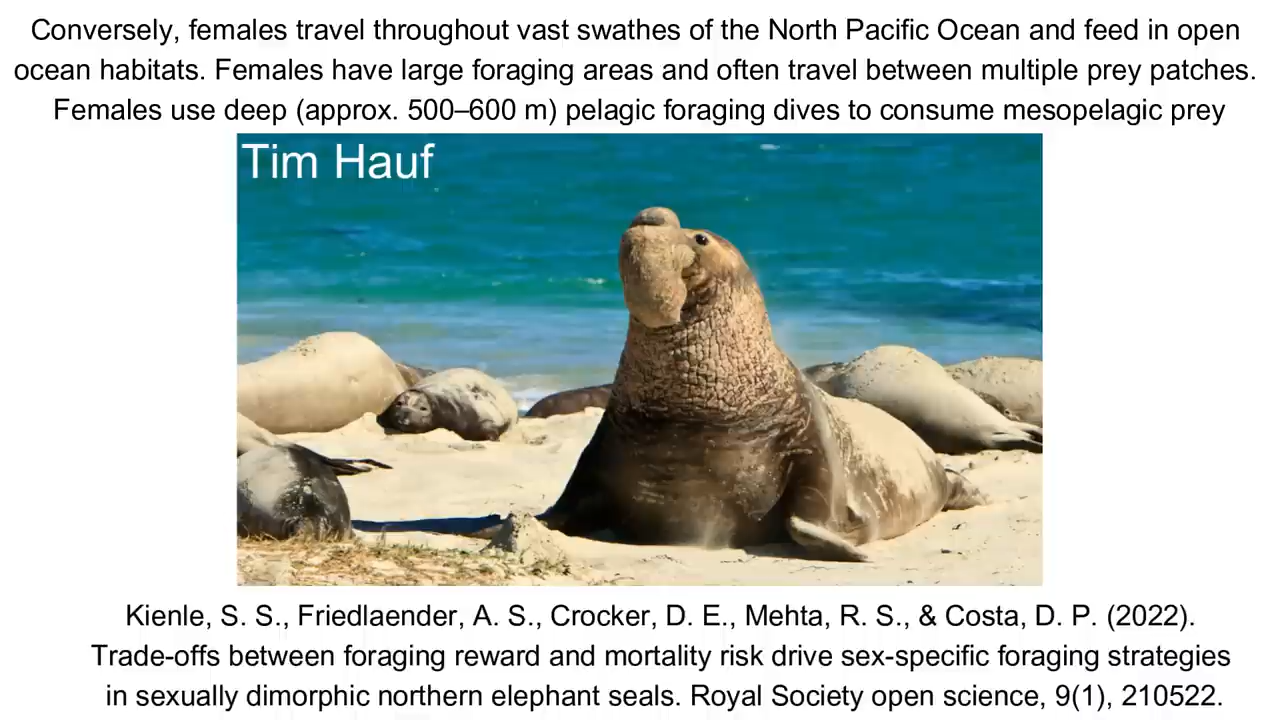 Conversely, females travel throughout vast swathes of the North Pacific Ocean and feed in open
ocean habitats. Females have large foraging areas and often travel between multiple prey patches.
Females use deep (approx. 500–600 m) pelagic foraging dives to consume mesopelagic prey
Tim Hauf
Kienle, S. S., Friedlaender, A. S., Crocker, D. E., Mehta, R. S., & Costa, D. P. (2022).
Trade-offs between foraging reward and mortality risk drive sex-specific foraging strategies
in sexually dimorphic northern elephant seals. Royal Society open science, 9(1), 210522.